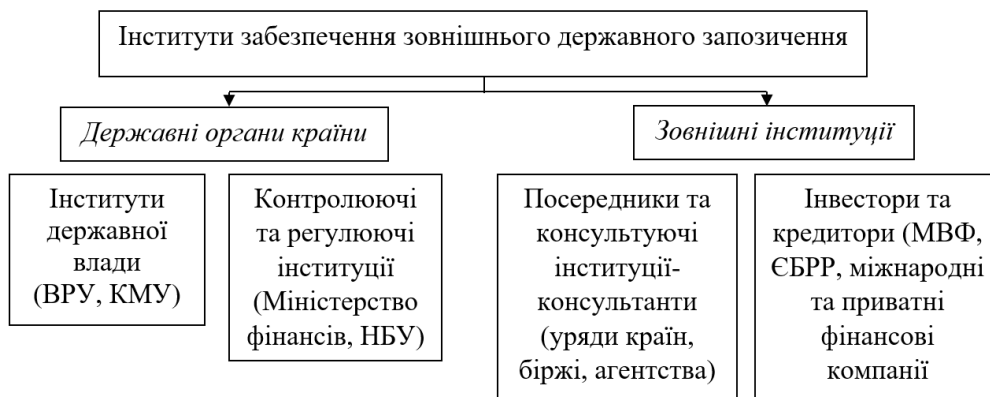 Інститути забезпечення зовнішнього державного запозичення
Державні органи країни
Зовнішні інституції
Інститути
державної
влади
(ВРУ, КМУ)
Контролюючі
та регулюючі
інституції
(Міністерство
фінансів, НБУ)
Посередники та
консультуючі
інституції-
консультанти
(уряди країн,
біржі, агентства)
Інвестори та
кредитори (МВФ,
ЄБРР, міжнародні
та приватні
фінансові
компанії